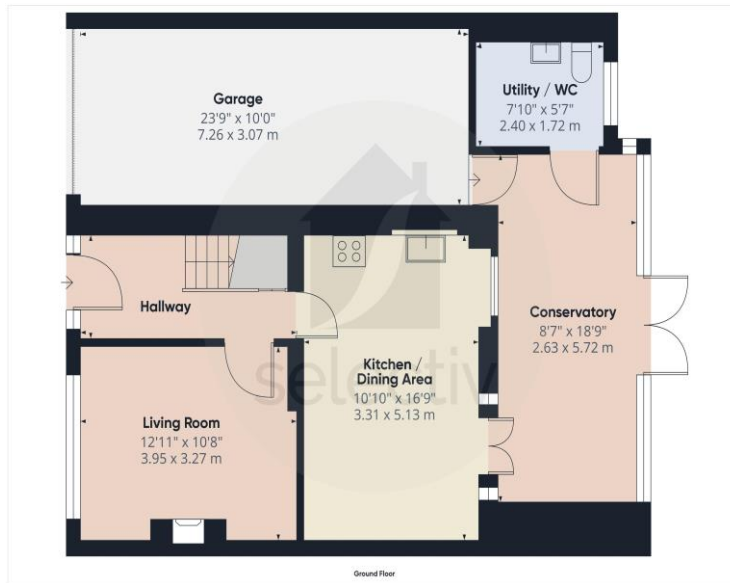 Garage
23'9" x 10'0"
7.26 x 3.07 m
Utility / WC
7'10" x 5'7"
2.40 x 1.72 m
Hallway
Kitchen /
Dining Area
10'10" x 16'9"
3.31 x 5.13 m
Conservatory
8'7" x 18'9"
2.63 x 5.72 m
Living Room
12'11" x 10'8"
3.95 x 3.27 m
selectiv
Ground Floor